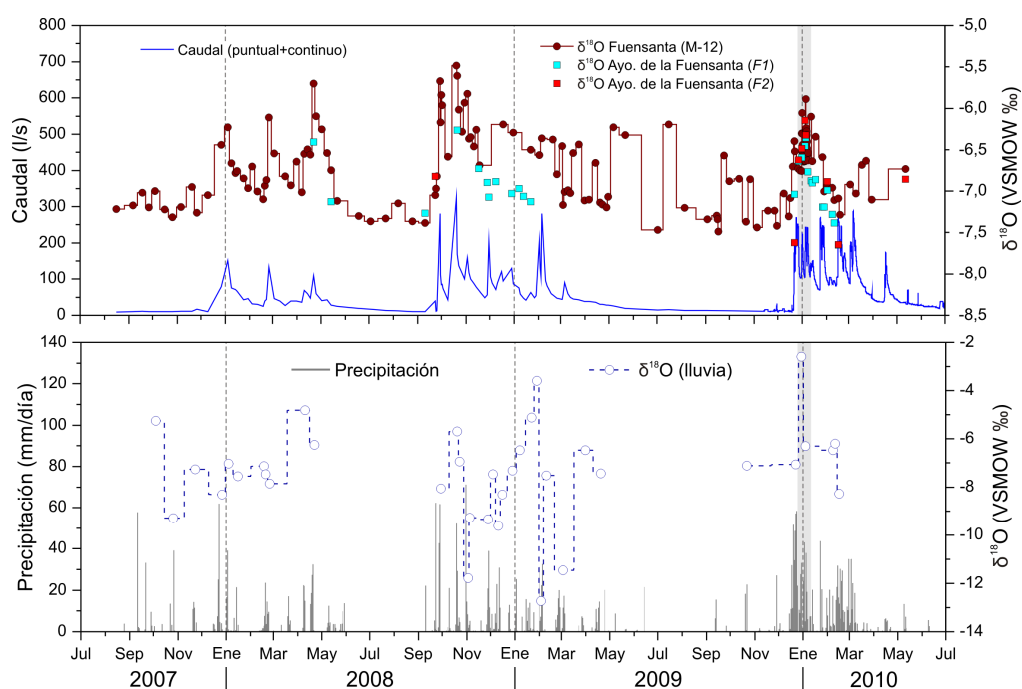 800
700
600
500
400
300
200
100
0
Caudal (l/s)
Caudal (puntual+continuo)
δ¹⁸O Fuensanta (M-12)
δ¹⁸O Ayo. de la Fuensanta (F1)
δ¹⁸O Ayo. de la Fuensanta (F2)
-5,0
-5,5
-6,0
-6,5
-7,0
-7,5
-8,0
-8,5
δ¹⁸O (VSMOW ‰)
140
120
100
80
60
40
20
0
Precipitación (mm/día)
Precipitación
δ¹⁸O (lluvia)
-2
-4
-6
-8
-10
-12
-14
δ¹⁸O (VSMOW ‰)
Jul Sep Nov Ene Mar May Jul Sep Nov Ene Mar May Jul Sep Nov Ene Mar May Jul
2007 2008 2009 2010